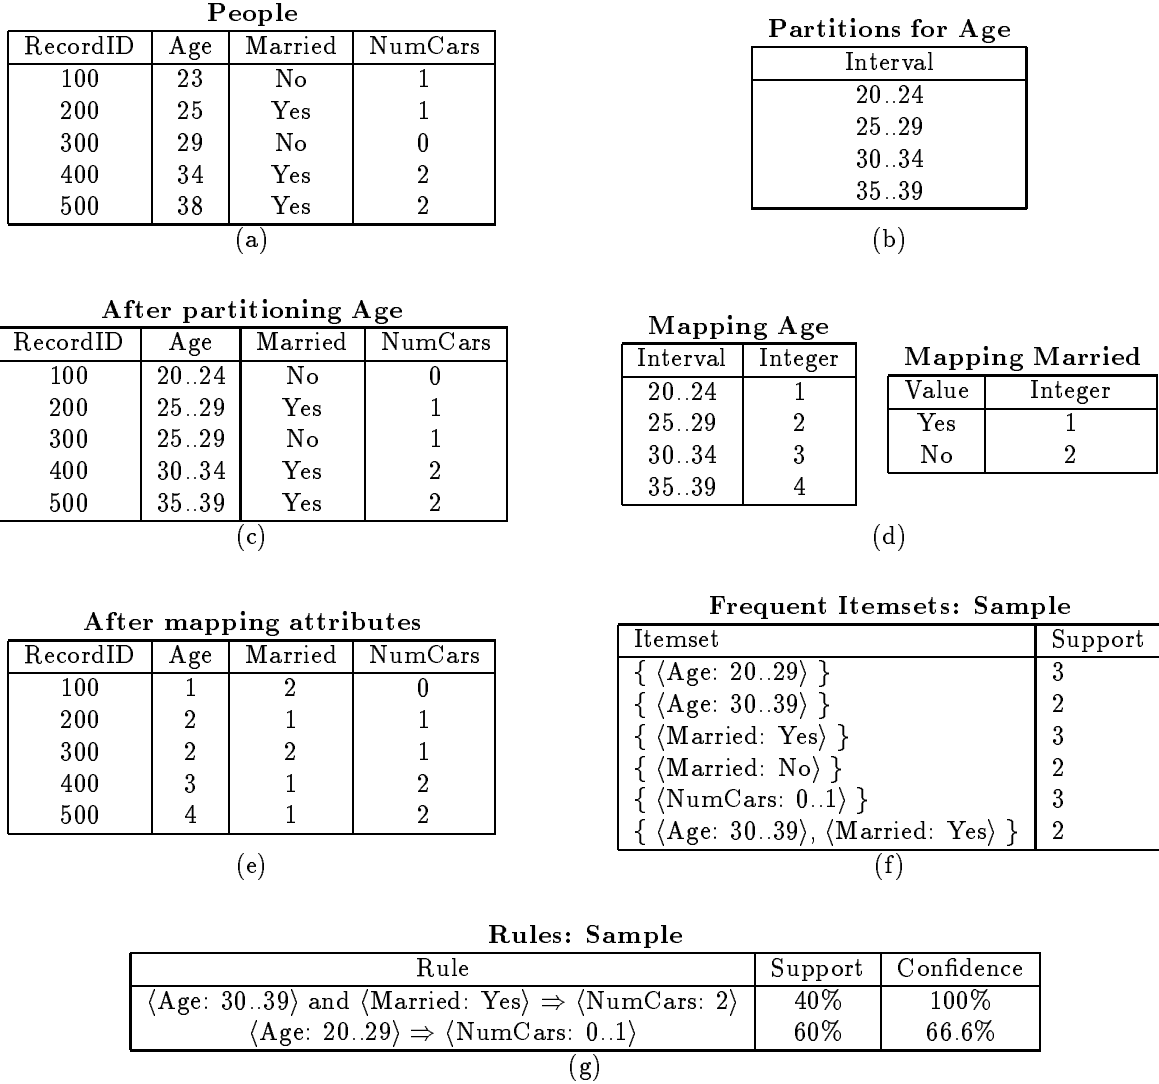 People
RecordID Age Married NumCars
100 23 No 1
200 25 Yes 1
300 29 No 0
400 34 Yes 2
500 38 Yes 2
(a)
Partitions for Age
Interval
20..24
25..29
30..34
35..39
(b)
After partitioning Age
RecordID Age Married NumCars
100 20..24 No 0
200 25..29 Yes 1
300 25..29 No 1
400 30..34 Yes 2
500 35..39 Yes 2
(c)
Mapping Age
Interval Integer
20..24 1
25..29 2
30..34 3
35..39 4
Mapping Married
Value Integer
Yes 1
No 2
(d)
After mapping attributes
RecordID Age Married NumCars
100 1 2 0
200 2 1 1
300 2 2 1
400 3 1 2
500 4 1 2
(e)
Frequent Itemsets: Sample
Itemset Support
{ ⟨Age: 20..29⟩ } 3
{ ⟨Age: 30..39⟩ } 2
{ ⟨Married: Yes⟩ } 3
{ ⟨Married: No⟩ } 2
{ ⟨NumCars: 0..1⟩ } 3
{ ⟨Age: 30..39⟩, ⟨Married: Yes⟩ } 2
(f)
Rules: Sample
Rule Support Confidence
⟨Age: 30..39⟩ and ⟨Married: Yes⟩ ⇒ ⟨NumCars: 2⟩ 40% 100%
⟨Age: 20..29⟩ ⇒ ⟨NumCars: 0..1⟩ 60% 66.6%
(g)